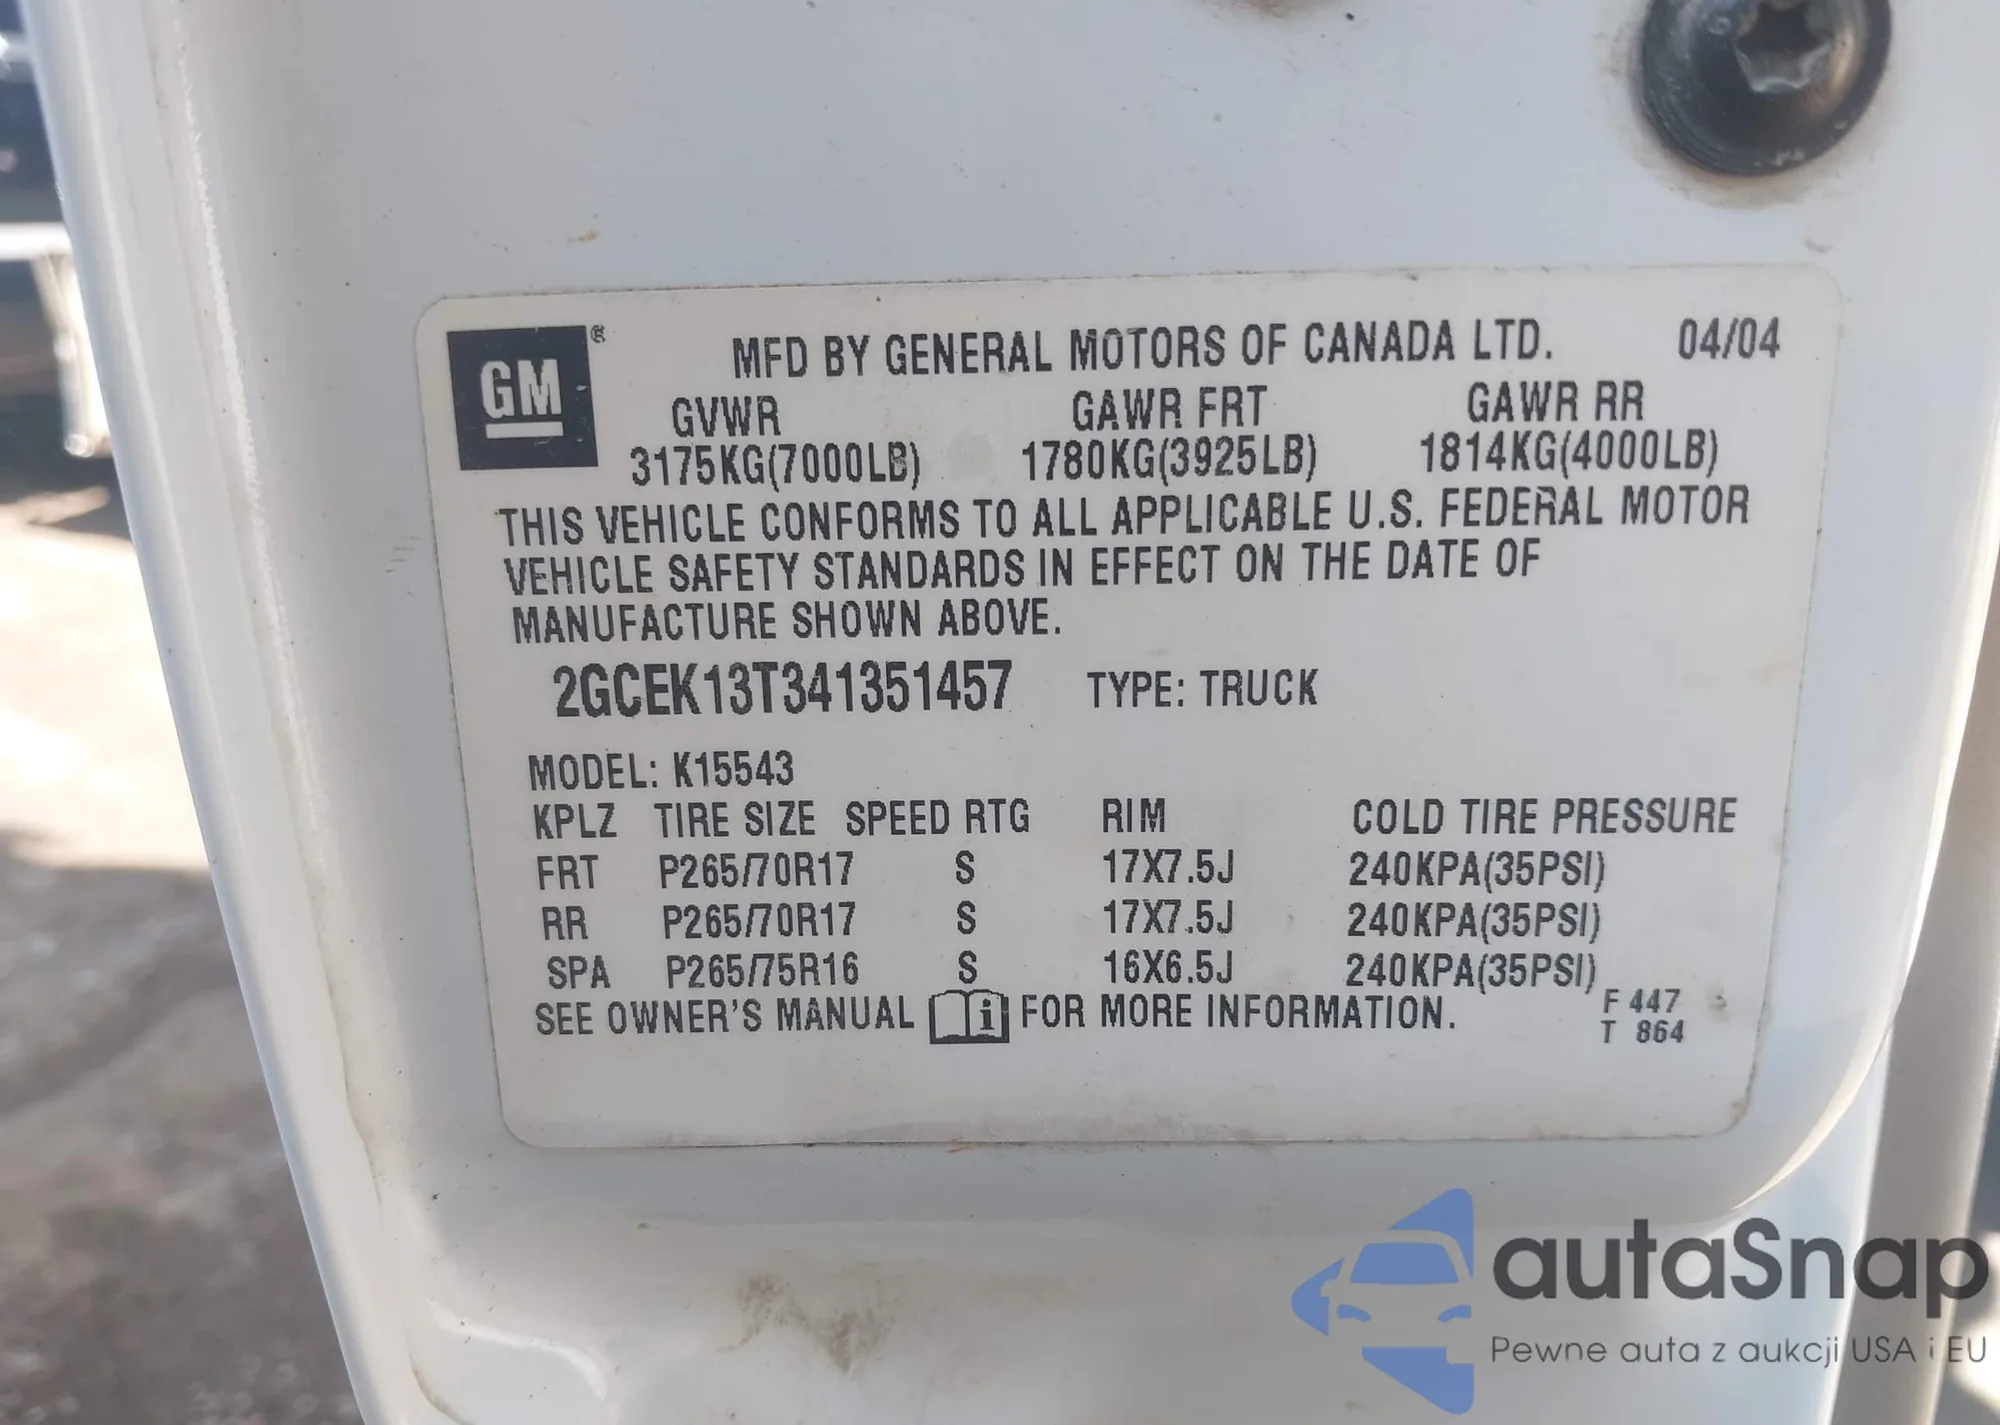 GM ®
MFD BY GENERAL MOTORS OF CANADA LTD. 04/04
GVWR GAWR FRT GAWR RR
3175KG(7000LB) 1780KG(3925LB) 1814KG(4000LB)
THIS VEHICLE CONFORMS TO ALL APPLICABLE U.S. FEDERAL MOTOR
VEHICLE SAFETY STANDARDS IN EFFECT ON THE DATE OF
MANUFACTURE SHOWN ABOVE.
2GCEK13T341351457 TYPE: TRUCK
MODEL: K15543
KPLZ TIRE SIZE SPEED RTG RIM COLD TIRE PRESSURE
FRT P265/70R17 S 17X7.5J 240KPA(35PSI)
RR P265/70R17 S 17X7.5J 240KPA(35PSI)
SPA P265/75R16 S 16X6.5J 240KPA(35PSI)
SEE OWNER'S MANUAL i FOR MORE INFORMATION.
F 447
T 864
autaSnap
Pewne auta z aukcji USA i EU